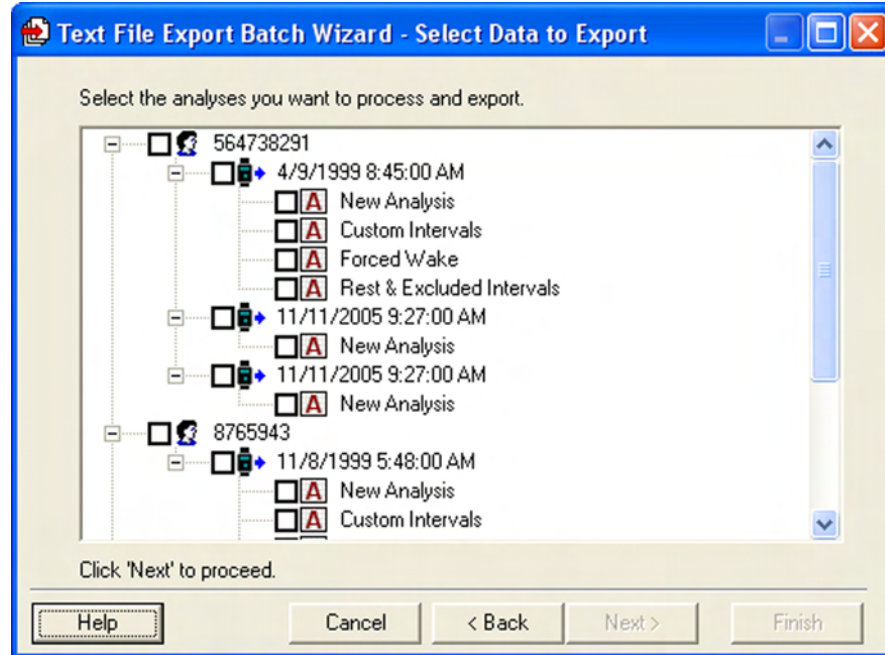 Text File Export Batch Wizard - Select Data to Export
Select the analyses you want to process and export.
564738291
4/9/1999 8:45:00 AM
A New Analysis
A Custom Intervals
A Forced Wake
A Rest & Excluded Intervals
11/11/2005 9:27:00 AM
A New Analysis
11/11/2005 9:27:00 AM
A New Analysis
8765943
11/8/1999 5:48:00 AM
A New Analysis
A Custom Intervals
Click 'Next' to proceed.
Help Cancel < Back Next > Finish